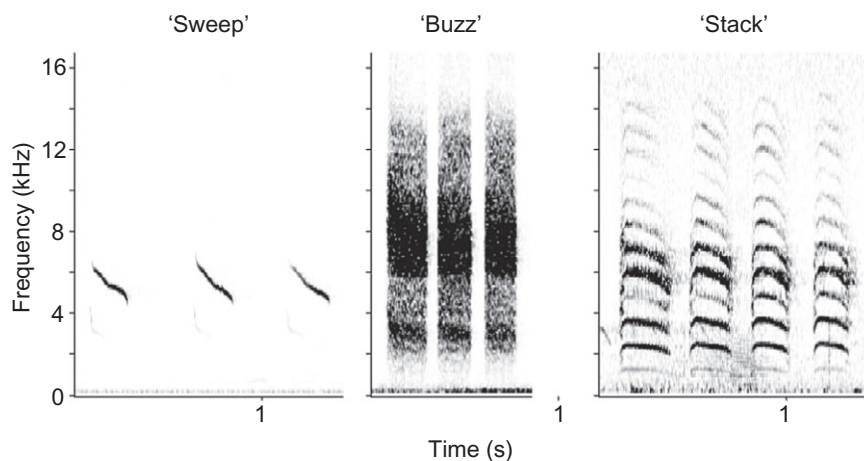 ‘Sweep’ ‘Buzz’ ‘Stack’
16
12
8
4
0
Frequency (kHz)
1 1 1
Time (s)